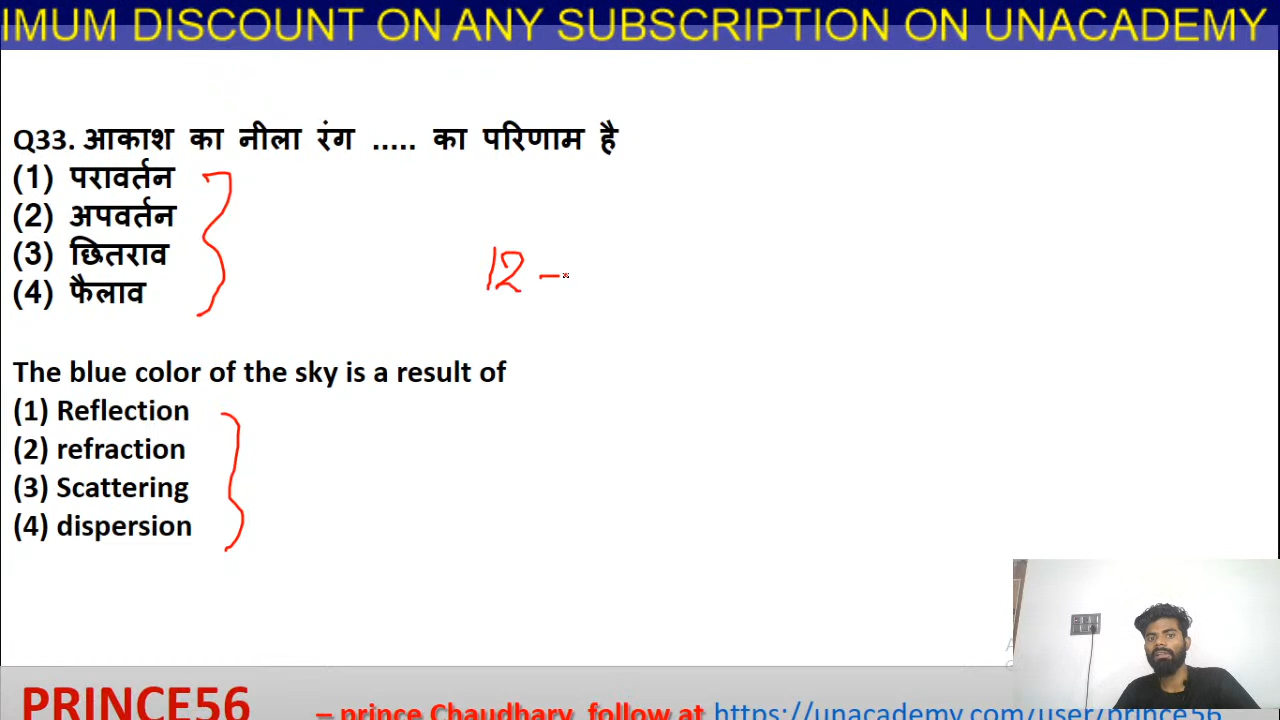 IMUM DISCOUNT ON ANY SUBSCRIPTION ON UNACADEMY
Q33. आकाश का नीला रंग ..... का परिणाम है
(1) परावर्तन
(2) अपवर्तन
(3) छितराव
(4) फैलाव
12 –
The blue color of the sky is a result of
(1) Reflection
(2) refraction
(3) Scattering
(4) dispersion
PRINCE56 – prince Chaudhary, follow at https://unacademy.com/user/prince56